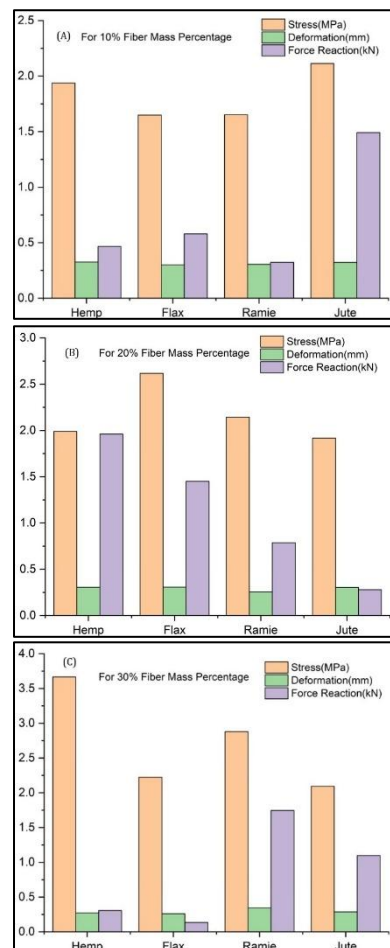 (A) For 10% Fiber Mass Percentage
Stress(MPa)
Deformation(mm)
Force Reaction(kN)
2.5
2.0
1.5
1.0
0.5
0.0
Hemp Flax Ramie Jute
(B) For 20% Fiber Mass Percentage
Stress(MPa)
Deformation(mm)
Force Reaction(kN)
3.0
2.5
2.0
1.5
1.0
0.5
0.0
Hemp Flax Ramie Jute
(C) For 30% Fiber Mass Percentage
Stress(MPa)
Deformation(mm)
Force Reaction(kN)
4.0
3.5
3.0
2.5
2.0
1.5
1.0
0.5
0.0
Hemp Flax Ramie Jute